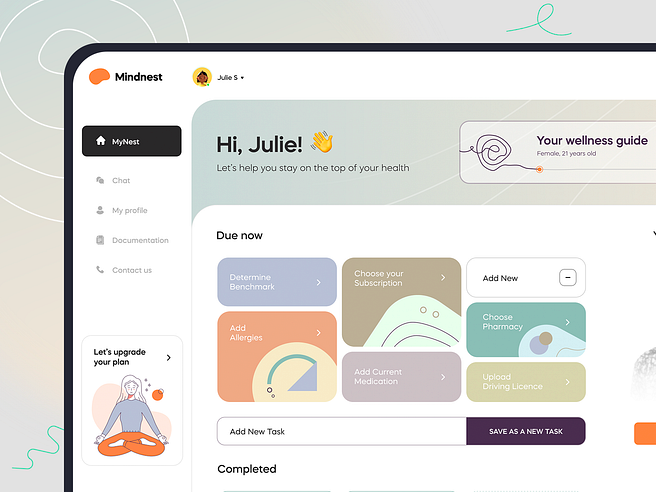 Mindnest
Julie S
MyNest
Chat
My profile
Documentation
Contact us
Let's upgrade
your plan
Hi, Julie! 👋
Let's help you stay on the top of your health
Your wellness guide
Female, 21 years old
Due now
Determine
Benchmark
Choose your
Subscription
Add New
Add
Allergies
Choose
Pharmacy
Add Current
Medication
Upload
Driving Licence
Add New Task
SAVE AS A NEW TASK
Completed